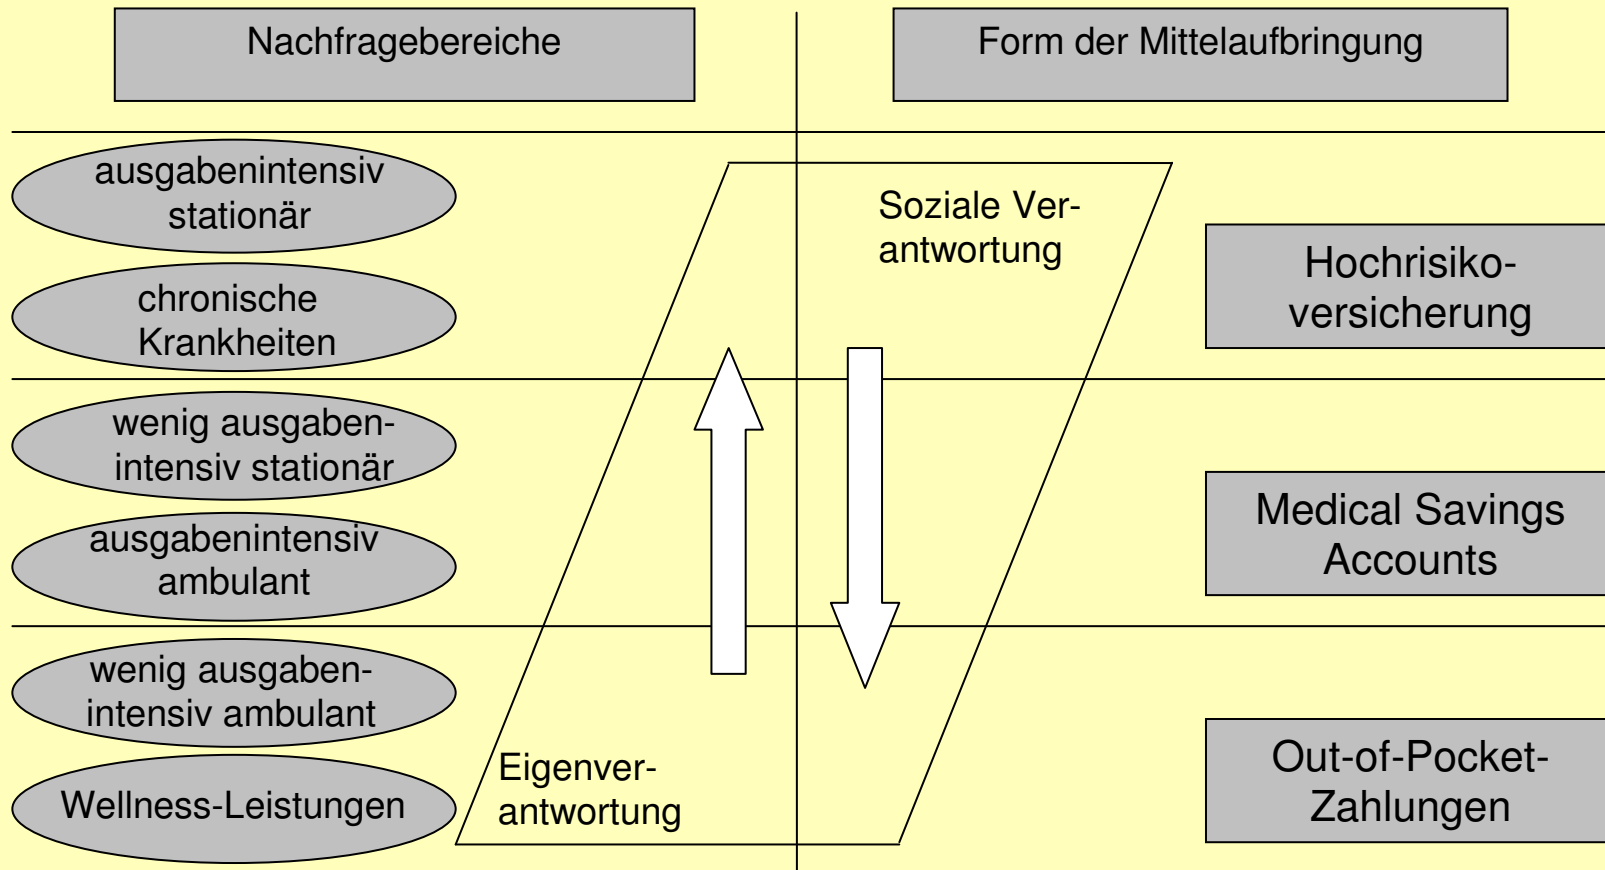 Nachfragebereiche
Form der Mittelaufbringung
ausgabenintensiv
stationär
chronische
Krankheiten
Soziale Ver-
antwortung
Hochrisiko-
versicherung
wenig ausgaben-
intensiv stationär
ausgabenintensiv
ambulant
Medical Savings
Accounts
wenig ausgaben-
intensiv ambulant
Wellness-Leistungen
Eigenver-
antwortung
Out-of-Pocket-
Zahlungen